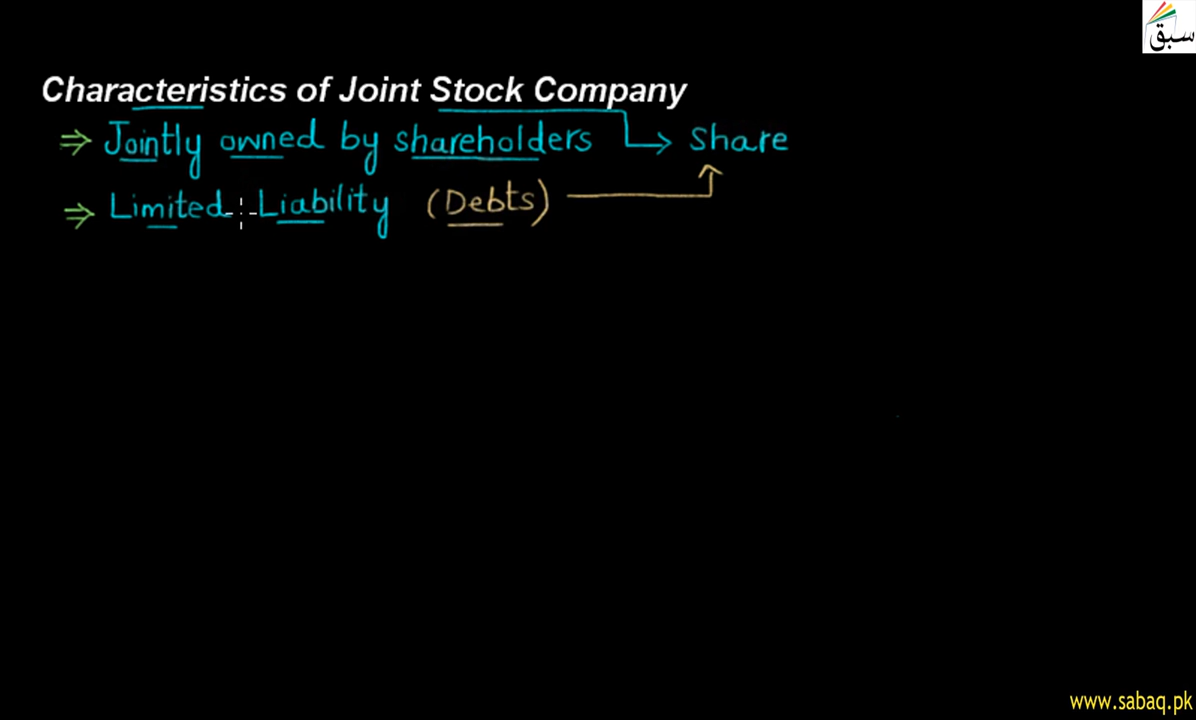 سبق
Characteristics of Joint Stock Company
⇒ Jointly owned by shareholders → Share
⇒ Limited Liability (Debts)
www.sabaq.pk